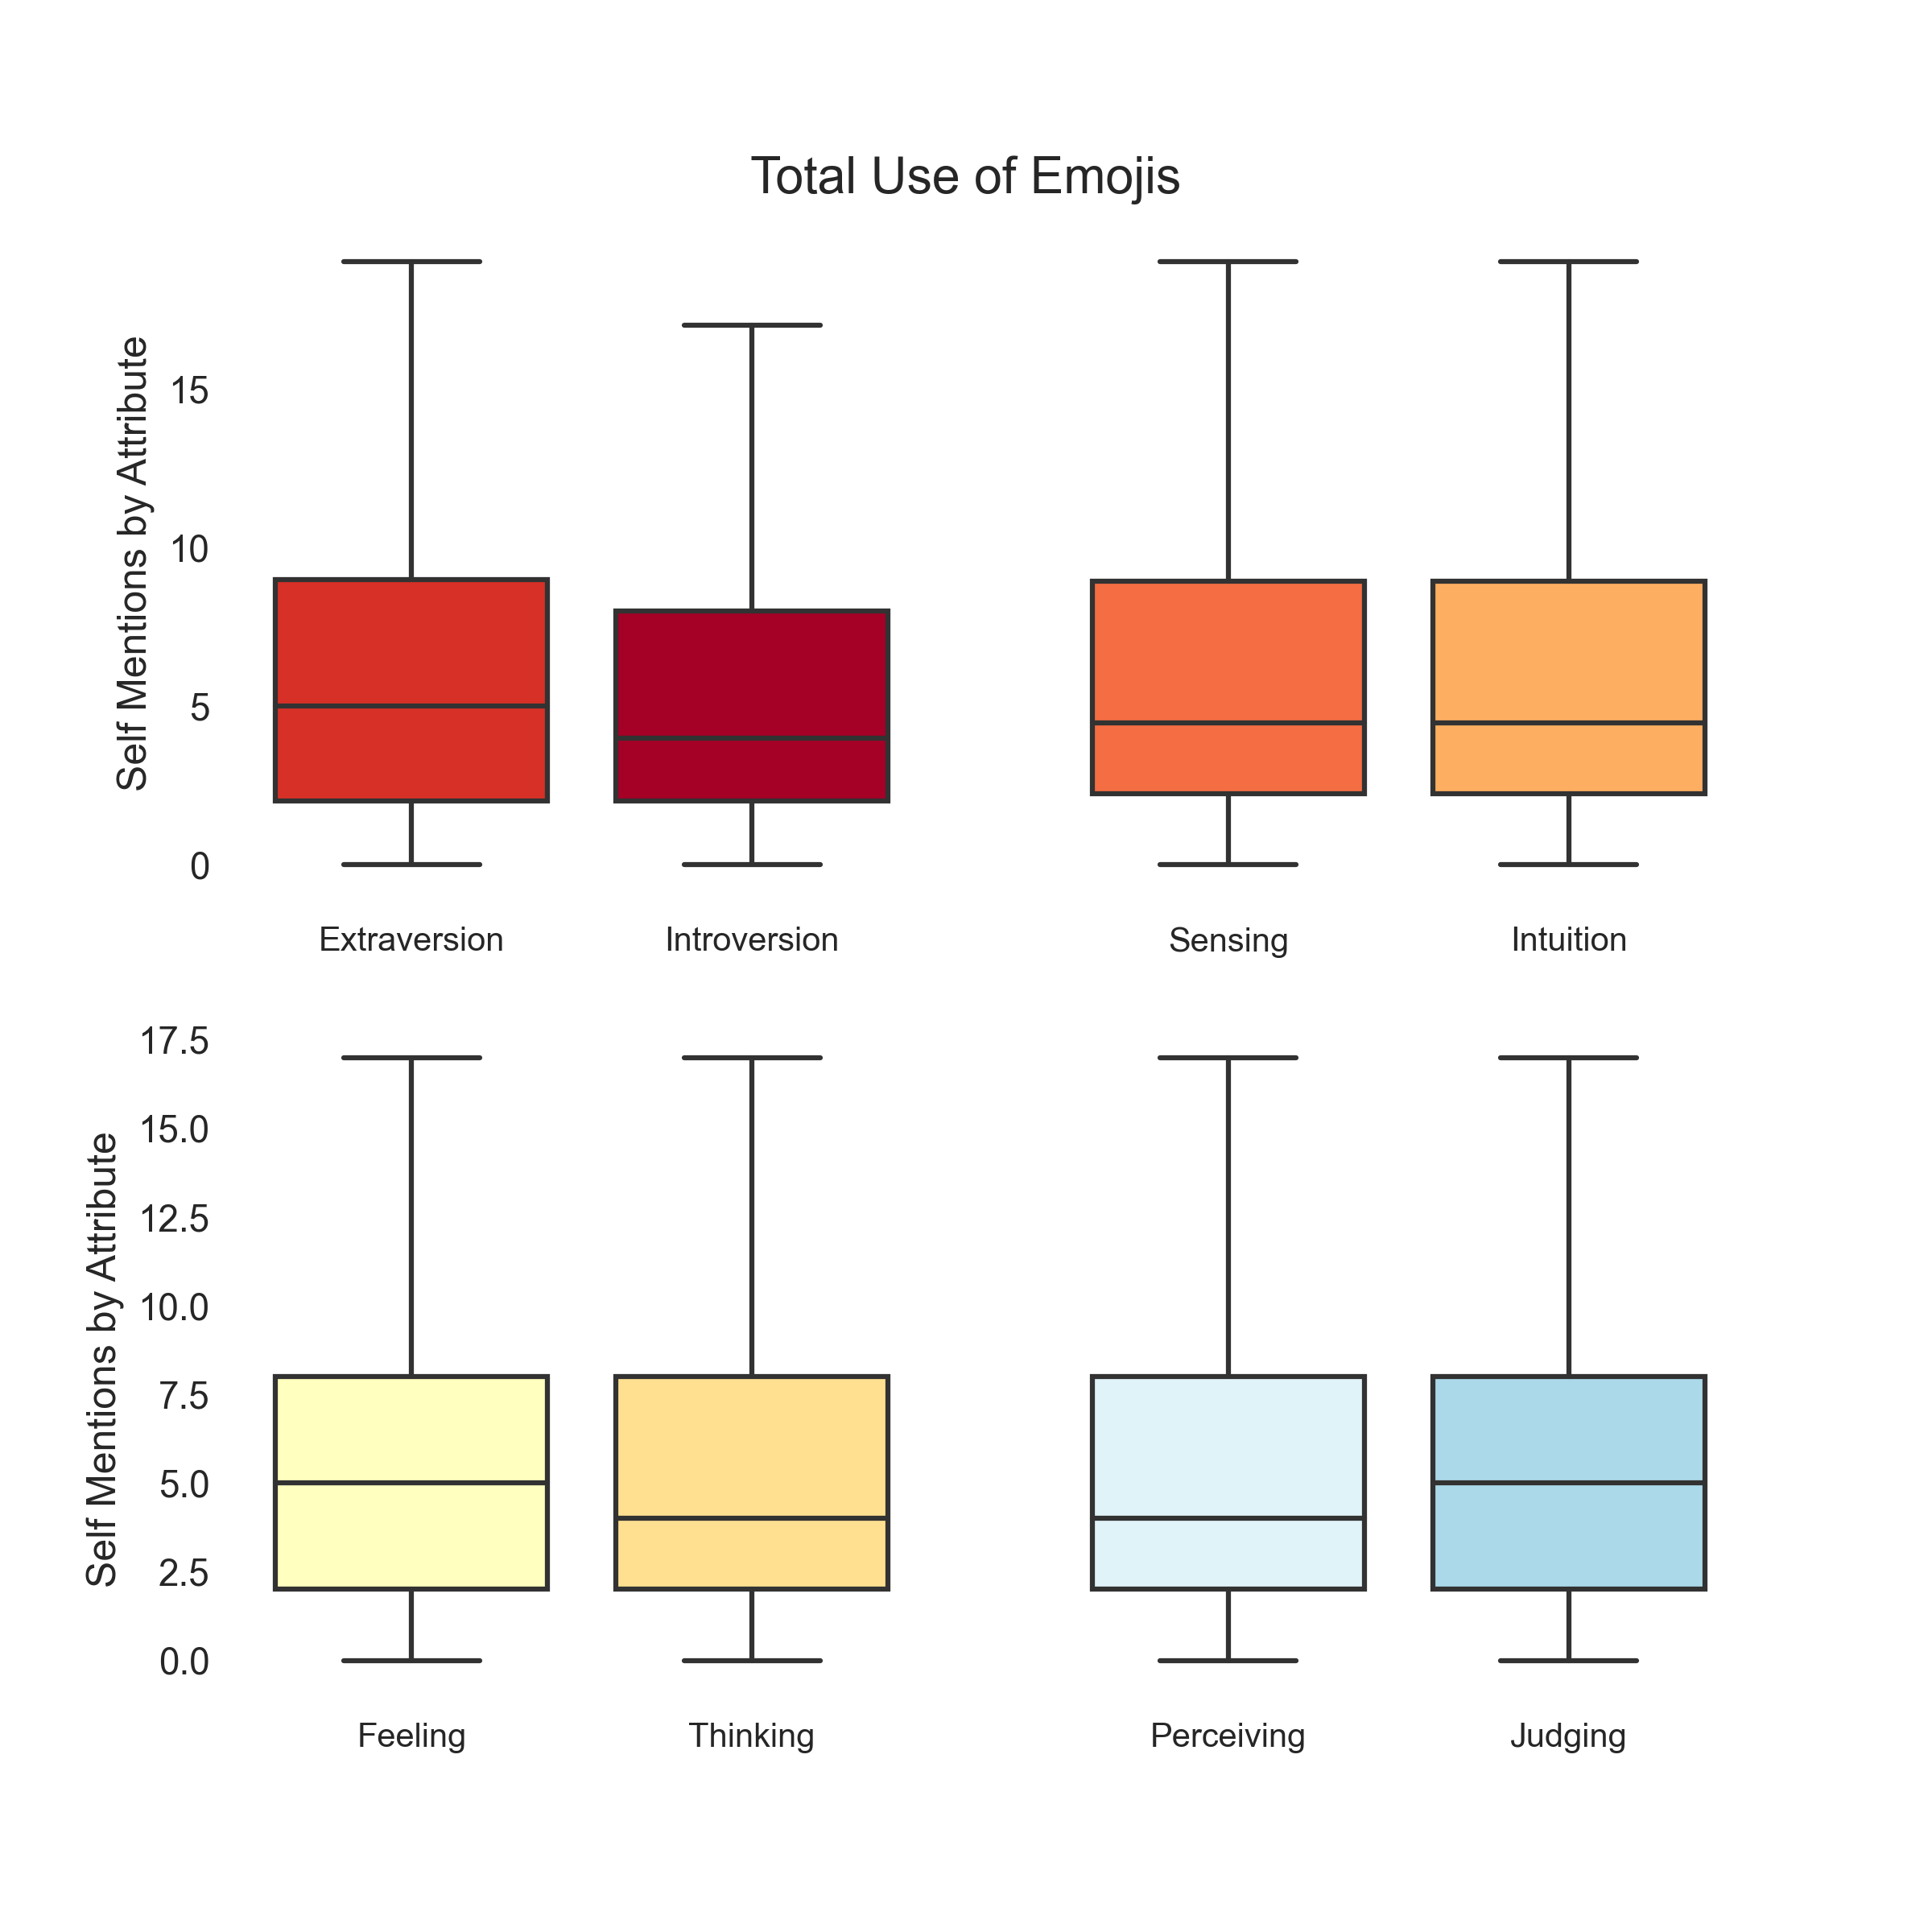 Total Use of Emojis
Self Mentions by Attribute
15
10
5
0
Extraversion
Introversion
Sensing
Intuition
Self Mentions by Attribute
17.5
15.0
12.5
10.0
7.5
5.0
2.5
0.0
Feeling
Thinking
Perceiving
Judging